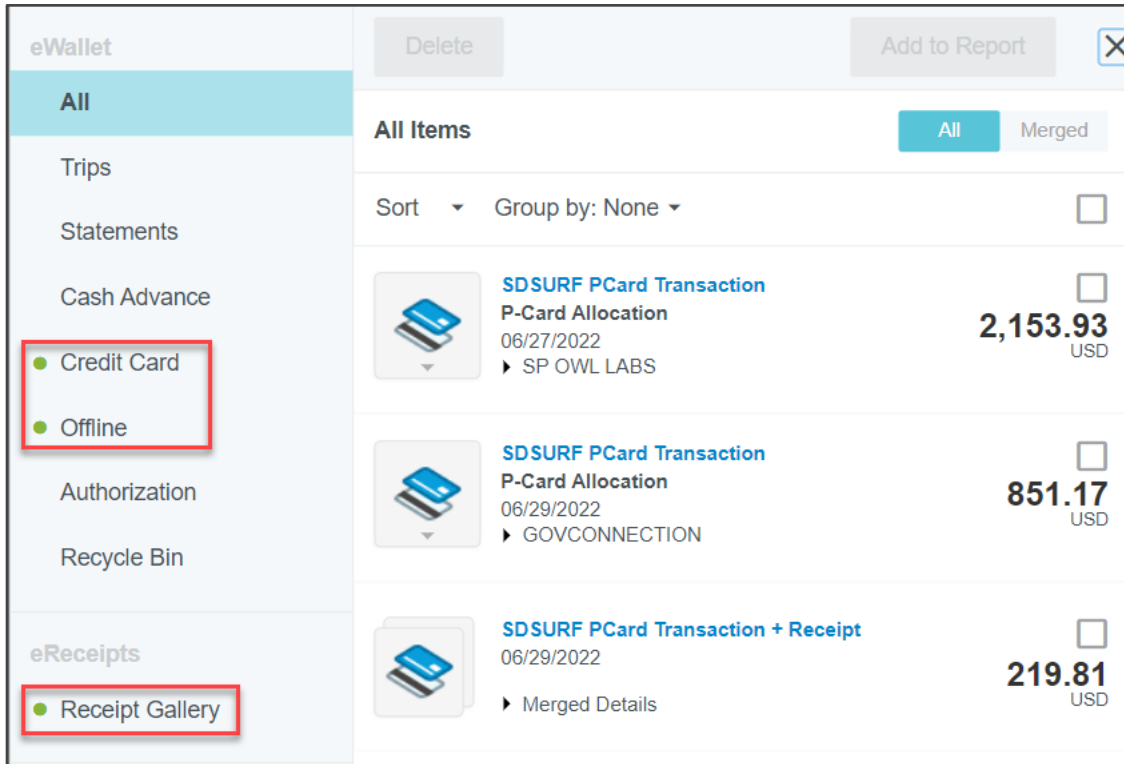 eWallet
All
Trips
Statements
Cash Advance
Credit Card
Offline
Authorization
Recycle Bin
eReceipts
Receipt Gallery
Delete
Add to Report
All Items
All
Merged
Sort
Group by: None
SDSURF PCard Transaction
P-Card Allocation
06/27/2022
SP OWL LABS
2,153.93
USD
SDSURF PCard Transaction
P-Card Allocation
06/29/2022
GOVCONNECTION
851.17
USD
SDSURF PCard Transaction + Receipt
06/29/2022
Merged Details
219.81
USD